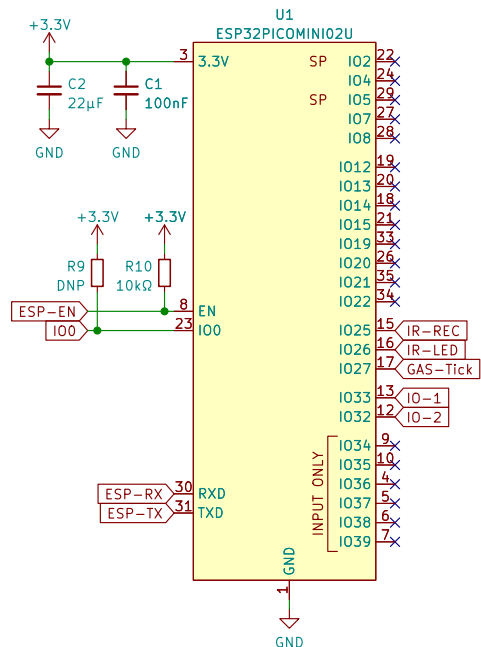 U1
ESP32PICOMINI02U
+3.3V
3
3.3V
C2
22µF
C1
100nF
GND
GND
+3.3V
+3.3V
R9
DNP
R10
10kΩ
ESP-EN
8
EN
IO0
23
IO0
ESP-RX
30
RXD
ESP-TX
31
TXD
SP IO2 22
IO4 24
SP IO5 29
IO7 27
IO8 28
IO12 19
IO13 20
IO14 18
IO15 21
IO19 33
IO20 26
IO21 35
IO22 34
IO25 15 IR-REC
IO26 16 IR-LED
IO27 17 GAS-Tick
IO33 13 IO-1
IO32 12 IO-2
INPUT ONLY
IO34 9
IO35 10
IO36 4
IO37 5
IO38 6
IO39 7
GND
1
GND